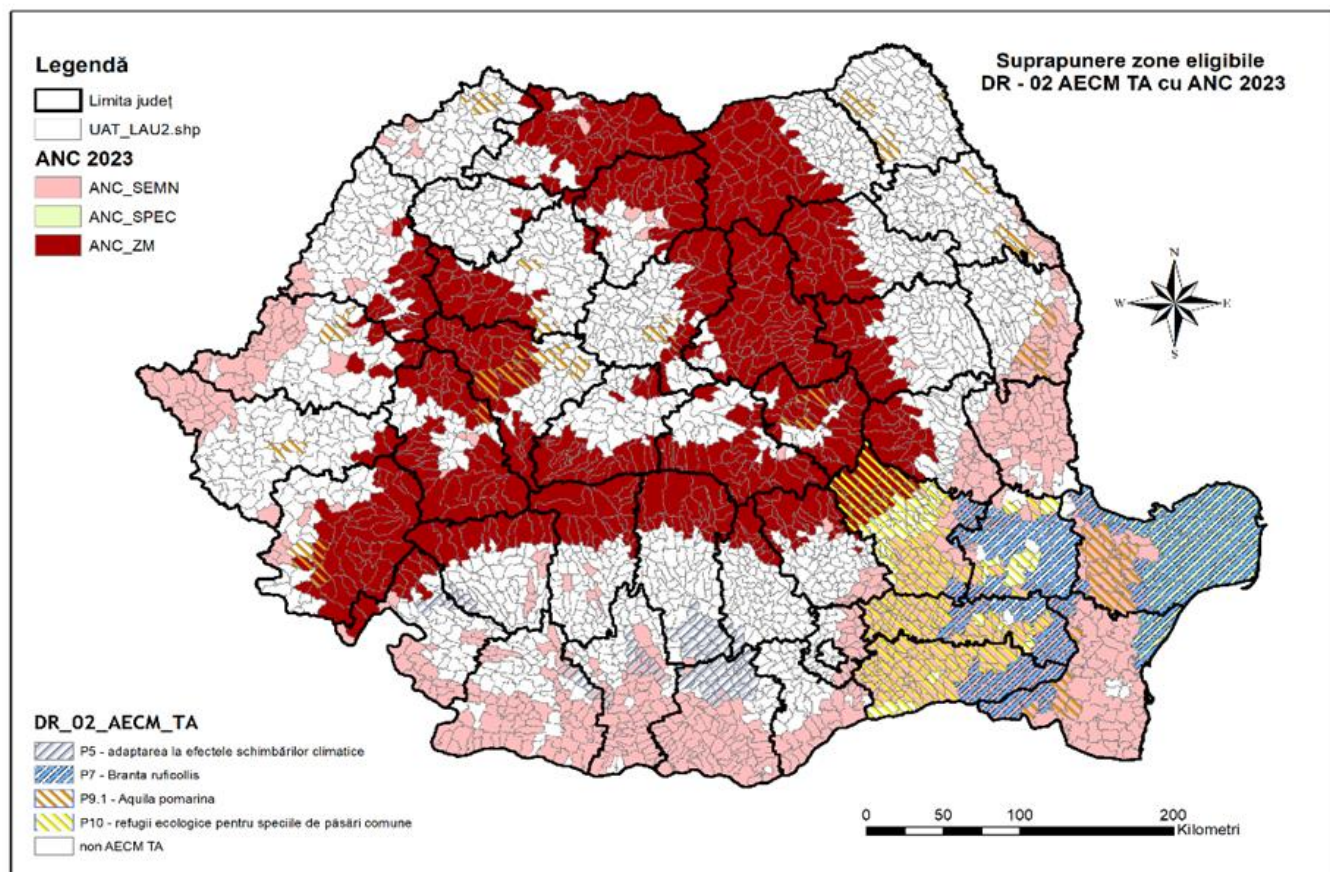 Suprapunere zone eligibile
DR - 02 AECM TA cu ANC 2023
Legendă
Limita județ
UAT_LAU2.shp
ANC 2023
ANC_SEMN
ANC_SPEC
ANC_ZM
N
W
E
S
DR_02_AECM_TA
P5 - adaptarea la efectele schimbărilor climatice
P7 - Branta ruficollis
P9.1 - Aquila pomarina
P10 - refugii ecologice pentru speciile de păsări comune
non AECM TA
0 50 100 200
Kilometri